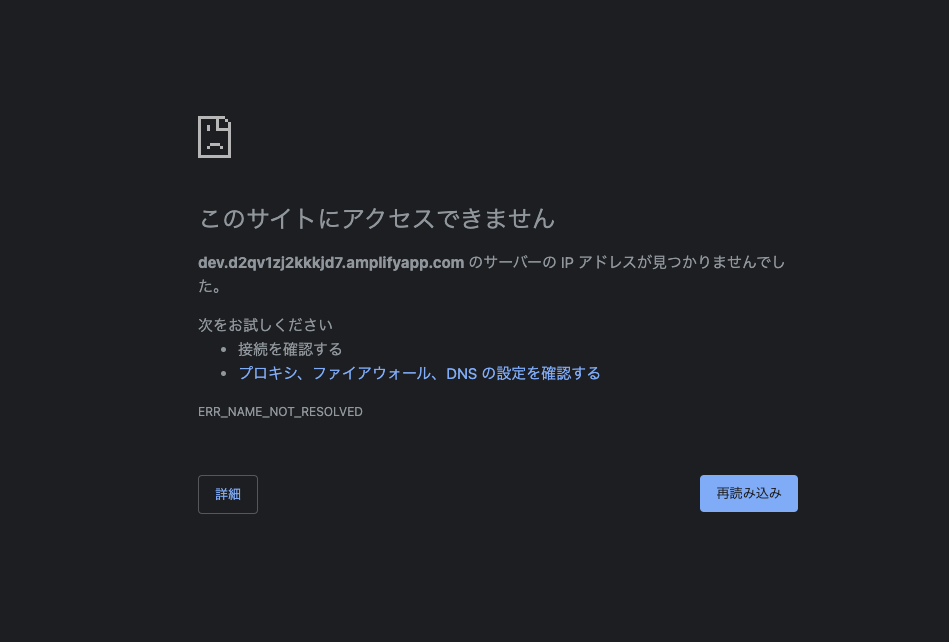 このサイトにアクセスできません
dev.d2qv1zj2kkkjd7.amplifyapp.com のサーバーの IP アドレスが見つかりませんでし
た。
次をお試しください
• 接続を確認する
• プロキシ、ファイアウォール、DNS の設定を確認する
ERR_NAME_NOT_RESOLVED
詳細
再読み込み